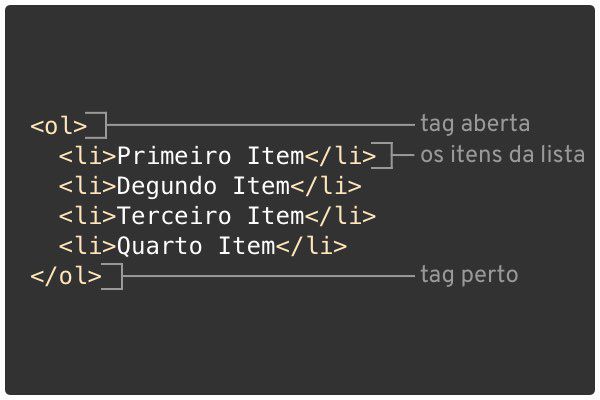 <ol> tag aberta
<li>Primeiro Item</li> os itens da lista
<li>Degundo Item</li>
<li>Terceiro Item</li>
<li>Quarto Item</li>
</ol> tag perto